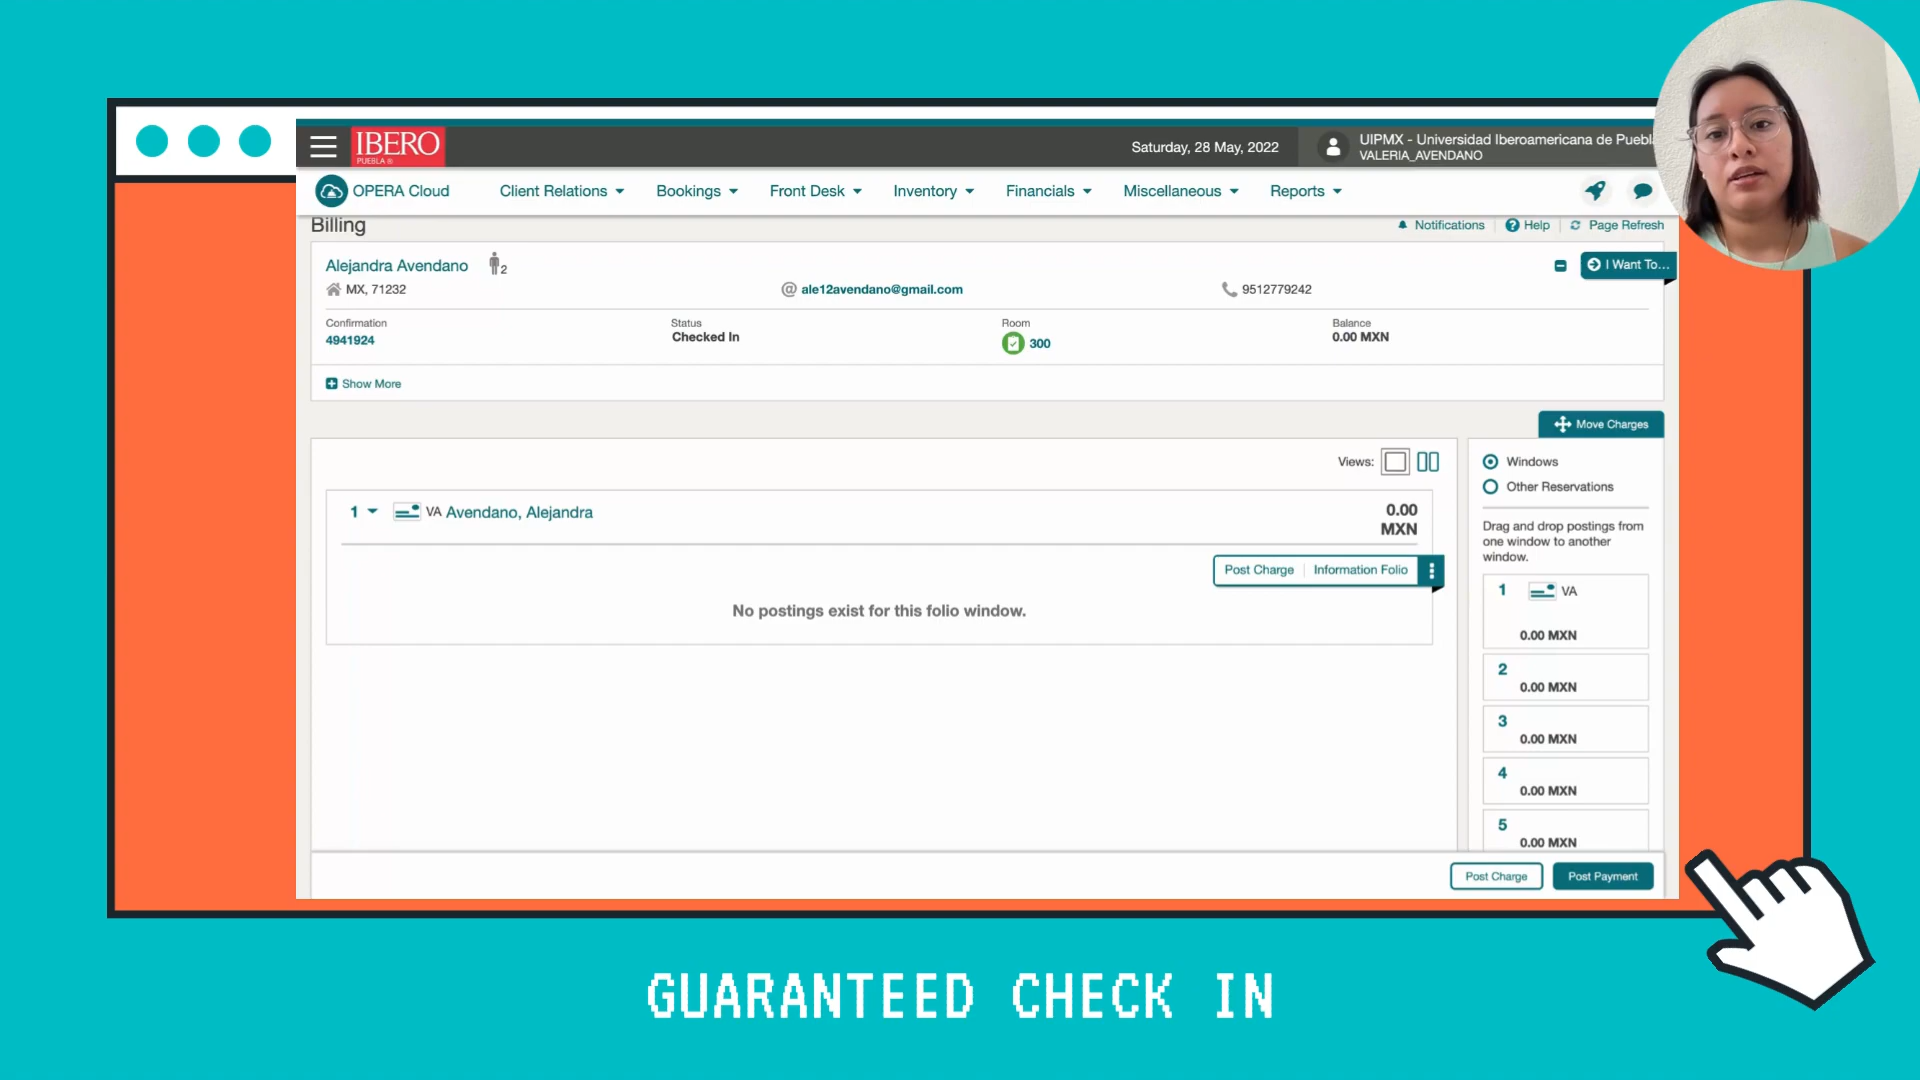 IBERO
PUEBLA ®
Saturday, 28 May, 2022
UIPMX - Universidad Iberoamericana de Puebl
VALERIA_AVENDANO
OPERA Cloud
Client Relations
Bookings
Front Desk
Inventory
Financials
Miscellaneous
Reports
Billing
Notifications
Help
Page Refresh
Alejandra Avendano
2
I Want To...
MX, 71232
@ ale12avendano@gmail.com
9512779242
Confirmation
4941924
Status
Checked In
Room
300
Balance
0.00 MXN
Show More
Move Charges
Views:
1
VA Avendano, Alejandra
0.00
MXN
Post Charge
Information Folio
No postings exist for this folio window.
Windows
Other Reservations
Drag and drop postings from
one window to another
window.
1 VA
0.00 MXN
2
0.00 MXN
3
0.00 MXN
4
0.00 MXN
5
0.00 MXN
Post Charge
Post Payment
GUARANTEED CHECK IN